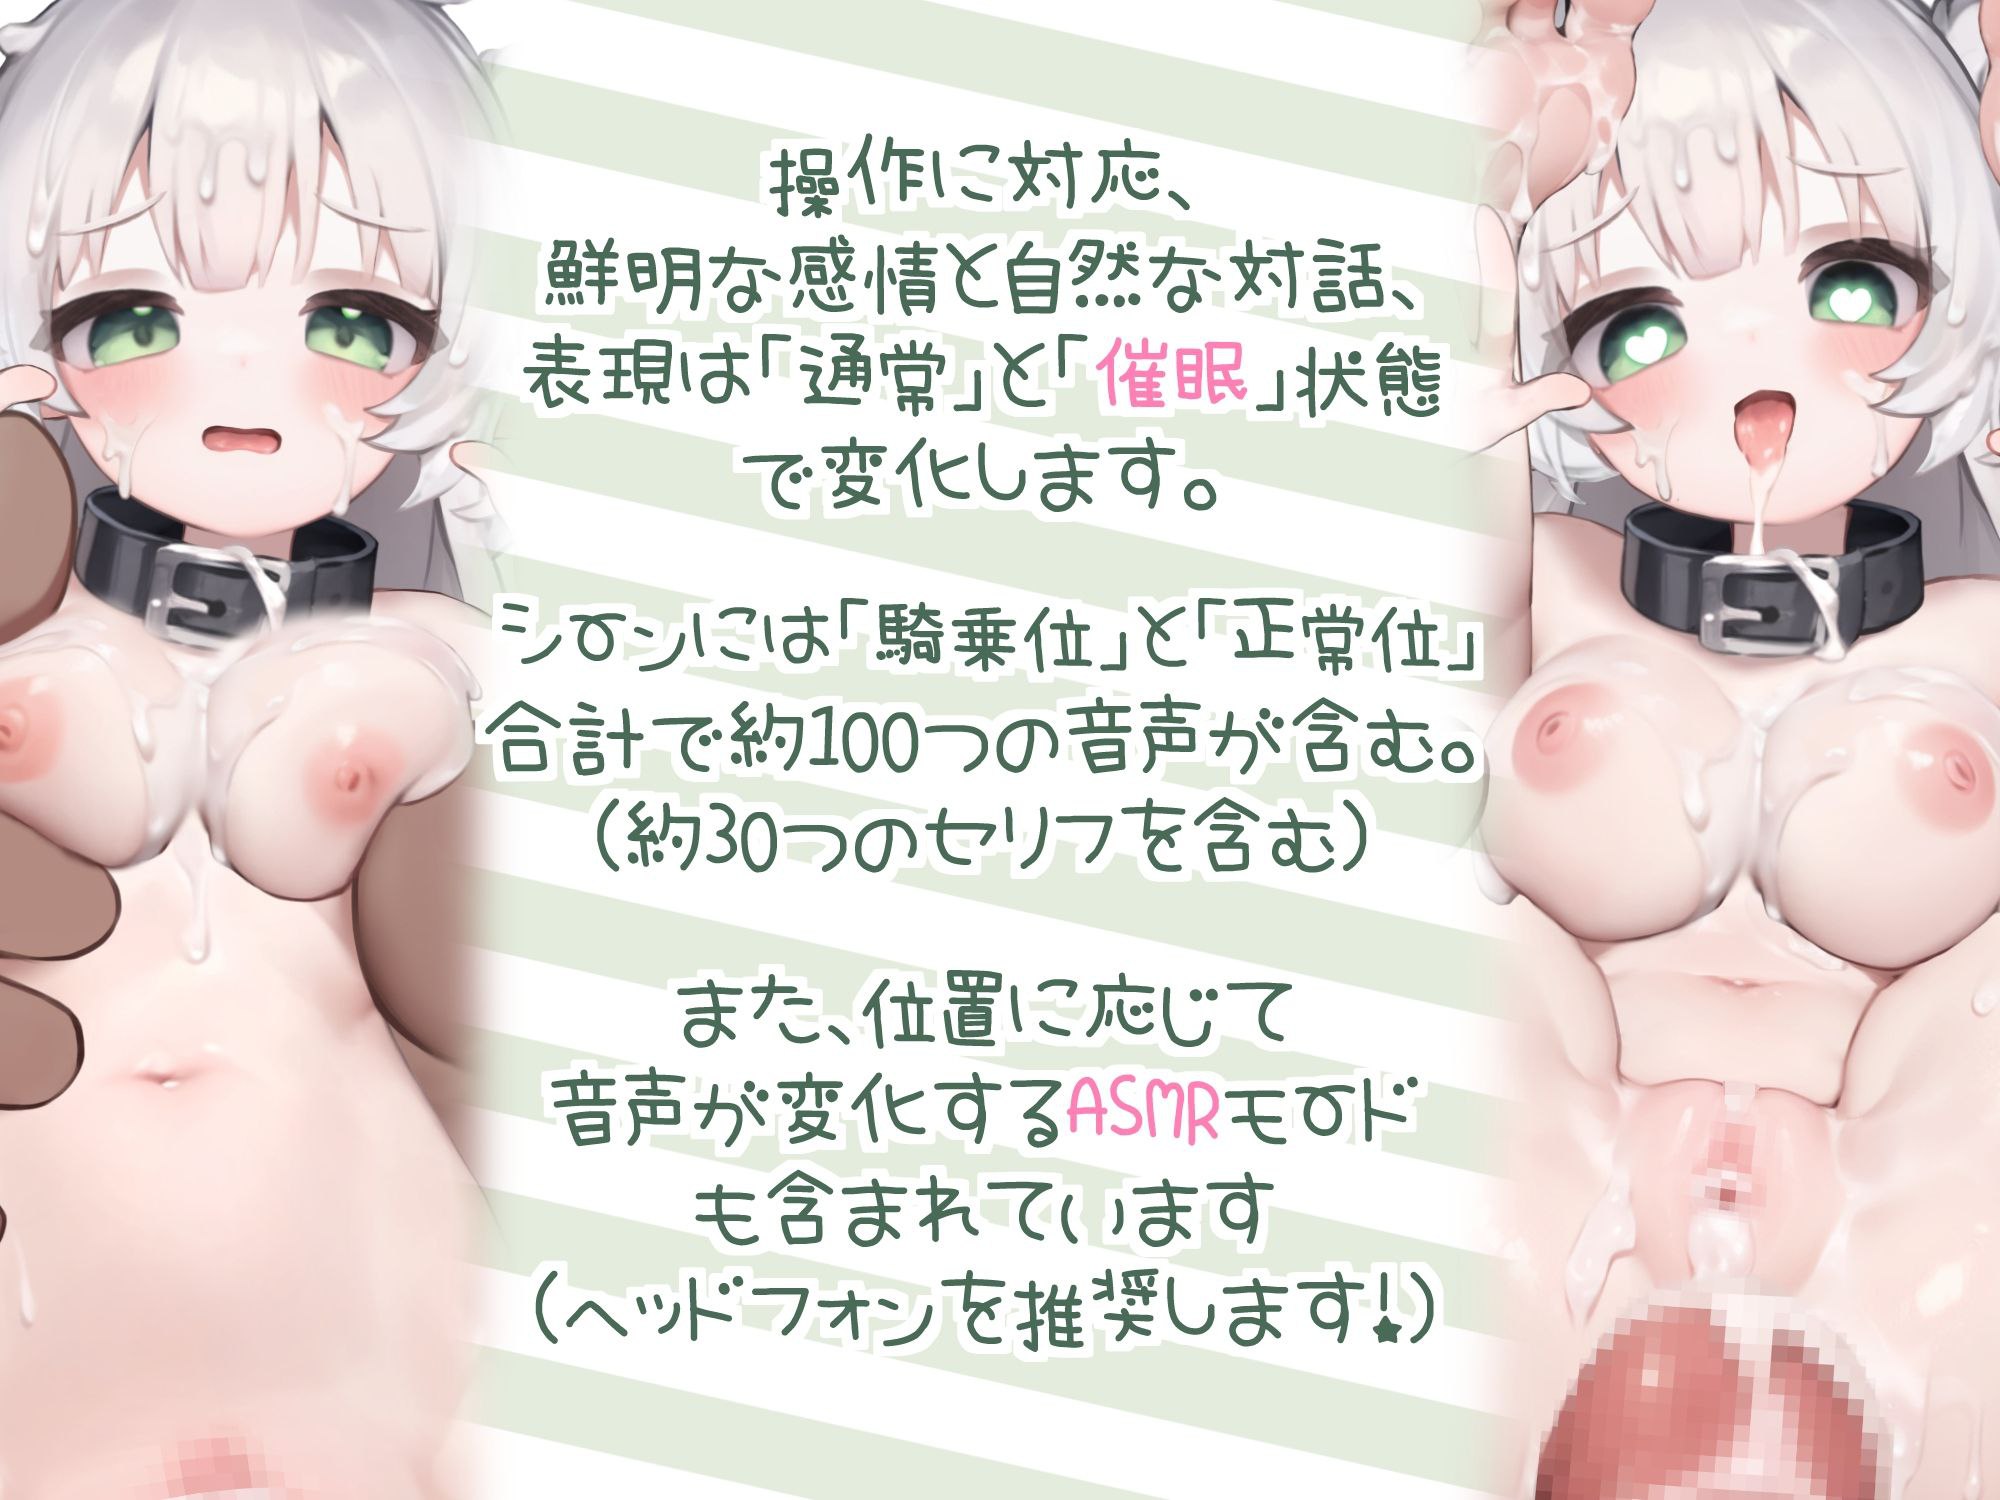 操作に対応、
鮮明な感情と自然な対話、
表現は「通常」と「催眠」状態
で変化します。
シーンには「騎乗位」と「正常位」
合計で約100つの音声が含む。
(約30つのセリフを含む)
また、位置に応じて
音声が変化するASMRモード
も含まれています
(ヘッドフォンを推奨します!)